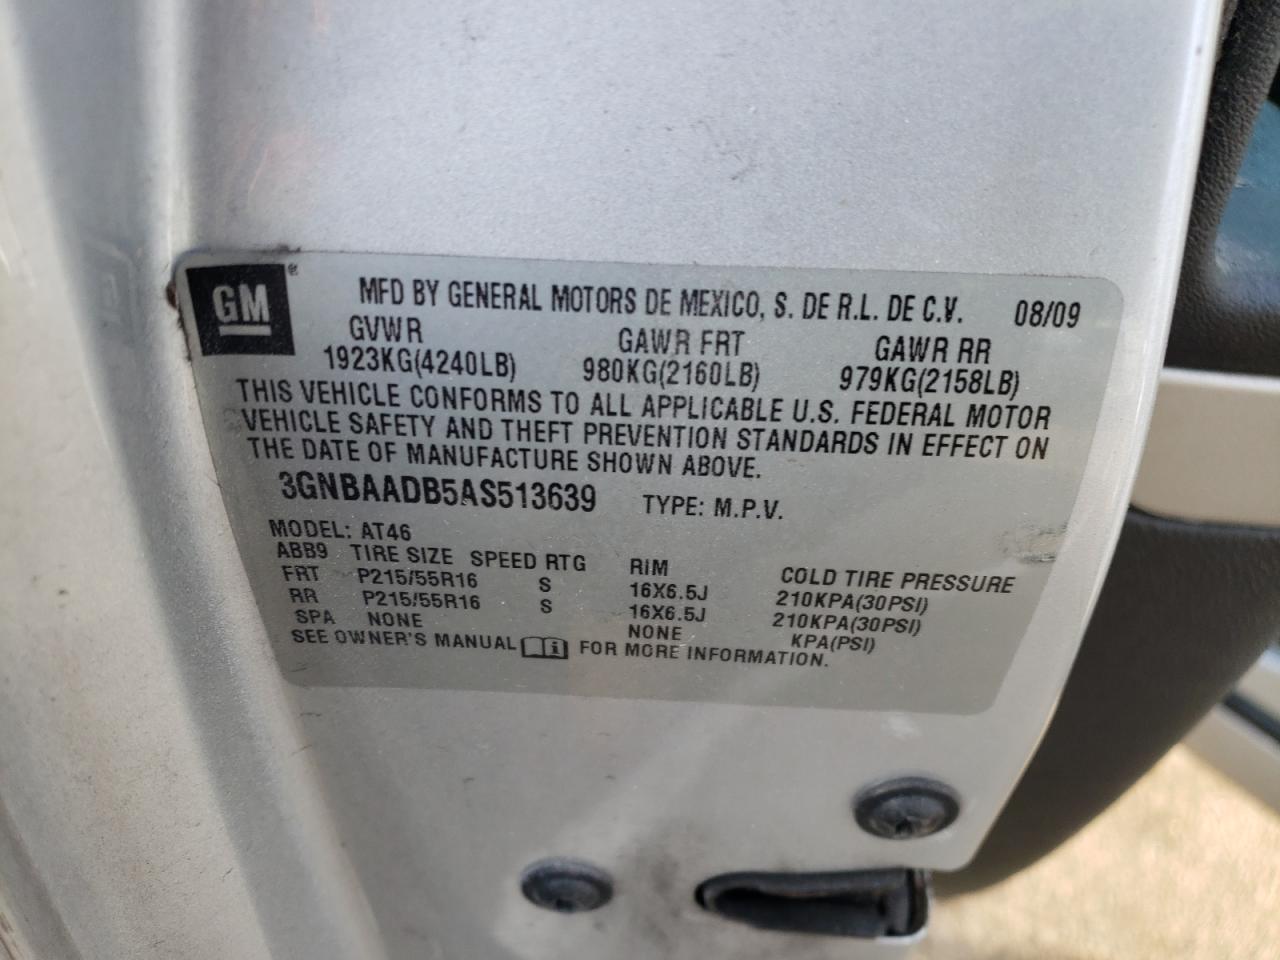 GM® MFD BY GENERAL MOTORS DE MEXICO, S. DE R.L. DE C.V. 08/09
GVWR GAWR FRT GAWR RR
1923KG(4240LB) 980KG(2160LB) 979KG(2158LB)
THIS VEHICLE CONFORMS TO ALL APPLICABLE U.S. FEDERAL MOTOR
VEHICLE SAFETY AND THEFT PREVENTION STANDARDS IN EFFECT ON
THE DATE OF MANUFACTURE SHOWN ABOVE.
3GNBAADB5AS513639 TYPE: M.P.V.
MODEL: AT46
ABB9 TIRE SIZE SPEED RTG RIM COLD TIRE PRESSURE
FRT P215/55R16 S 16X6.5J 210KPA(30PSI)
RR P215/55R16 S 16X6.5J 210KPA(30PSI)
SPA NONE NONE KPA(PSI)
SEE OWNER'S MANUAL i FOR MORE INFORMATION.